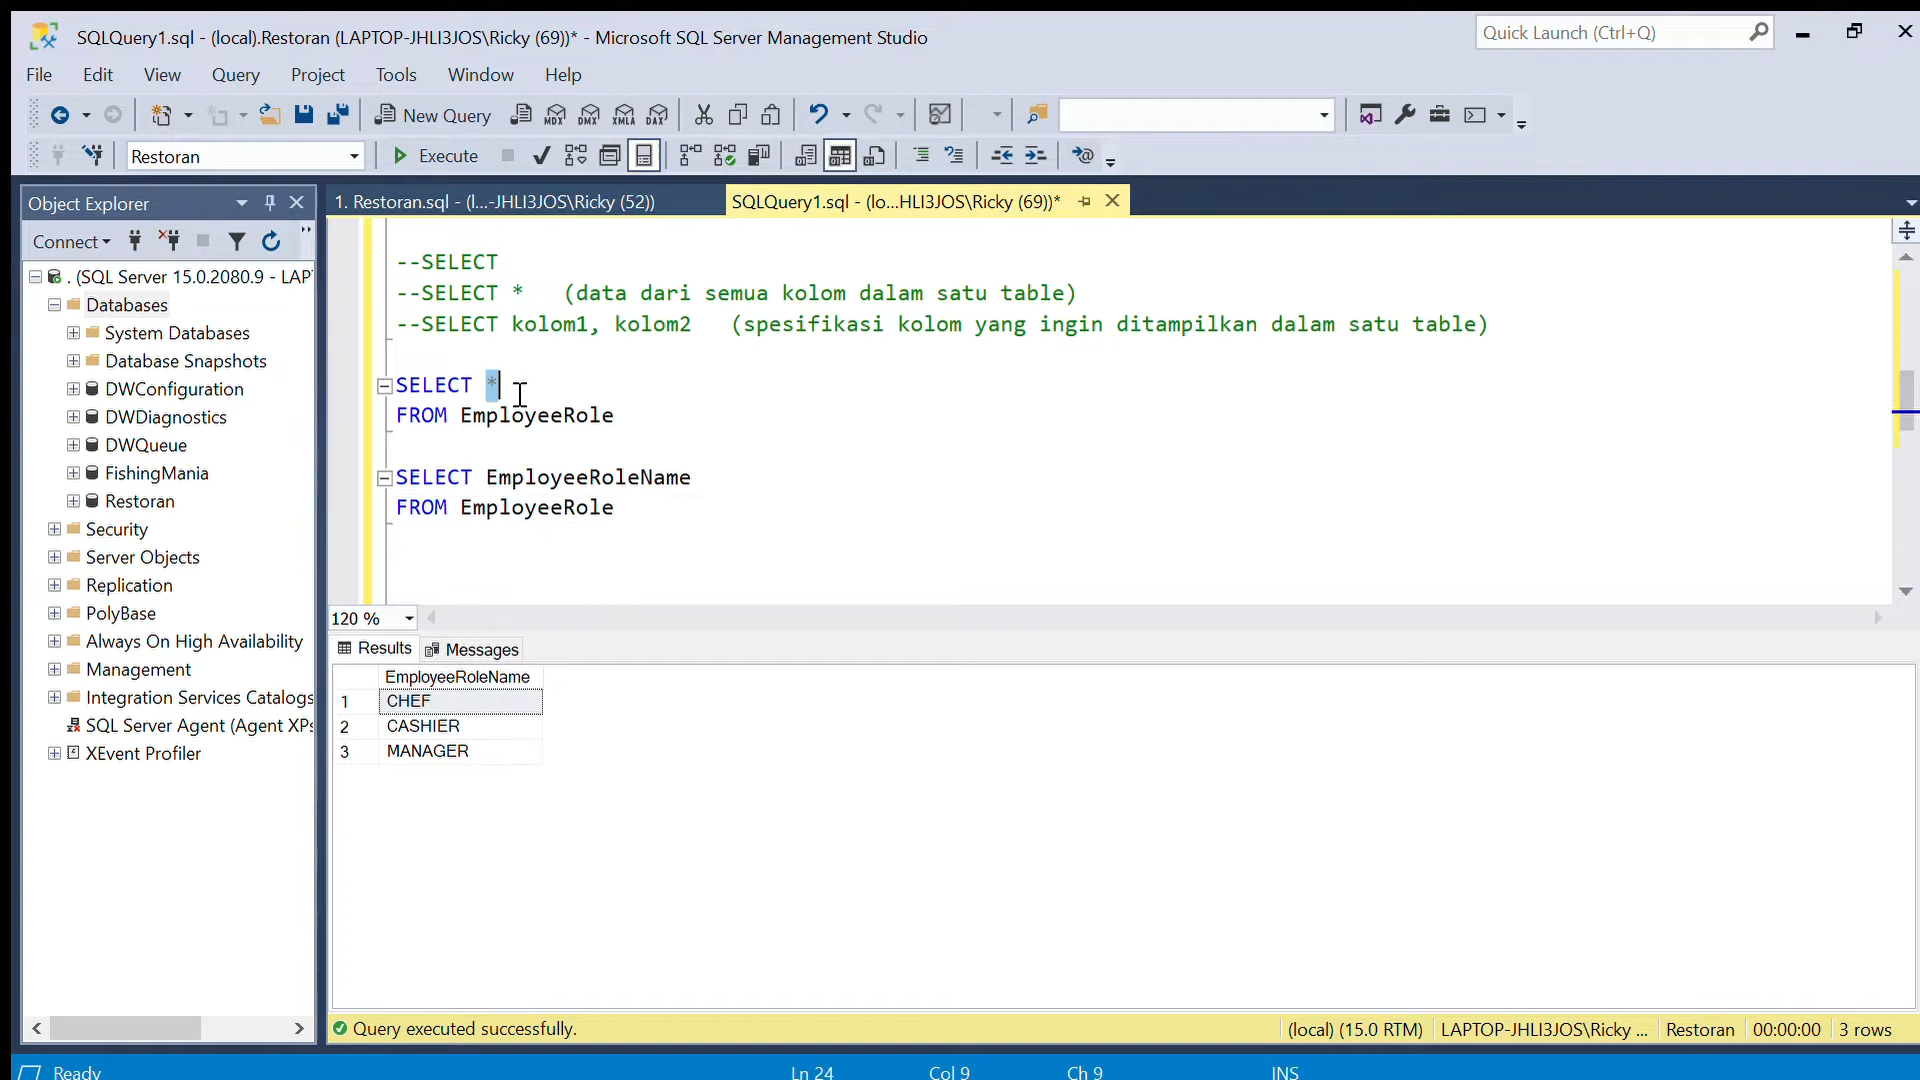 SQLQuery1.sql - (local).Restoran (LAPTOP-JHLI3JOS\Ricky (69))* - Microsoft SQL Server Management Studio
Quick Launch (Ctrl+Q)
File Edit View Query Project Tools Window Help
New Query MDX DMX XMLA DAX
Restoran Execute
Object Explorer
1. Restoran.sql - (l...-JHLI3JOS\Ricky (52))
SQLQuery1.sql - (lo...HLI3JOS\Ricky (69))*
Connect
. (SQL Server 15.0.2080.9 - LAP
Databases
System Databases
Database Snapshots
DWConfiguration
DWDiagnostics
DWQueue
FishingMania
Restoran
Security
Server Objects
Replication
PolyBase
Always On High Availability
Management
Integration Services Catalogs
SQL Server Agent (Agent XPs
XEvent Profiler
--SELECT
--SELECT * (data dari semua kolom dalam satu table)
--SELECT kolom1, kolom2 (spesifikasi kolom yang ingin ditampilkan dalam satu table)
SELECT *
FROM EmployeeRole
SELECT EmployeeRoleName
FROM EmployeeRole
120 %
Results Messages
EmployeeRoleName
1 CHEF
2 CASHIER
3 MANAGER
Query executed successfully.
(local) (15.0 RTM) LAPTOP-JHLI3JOS\Ricky ... Restoran 00:00:00 3 rows
Ready Ln 24 Col 9 Ch 9 INS